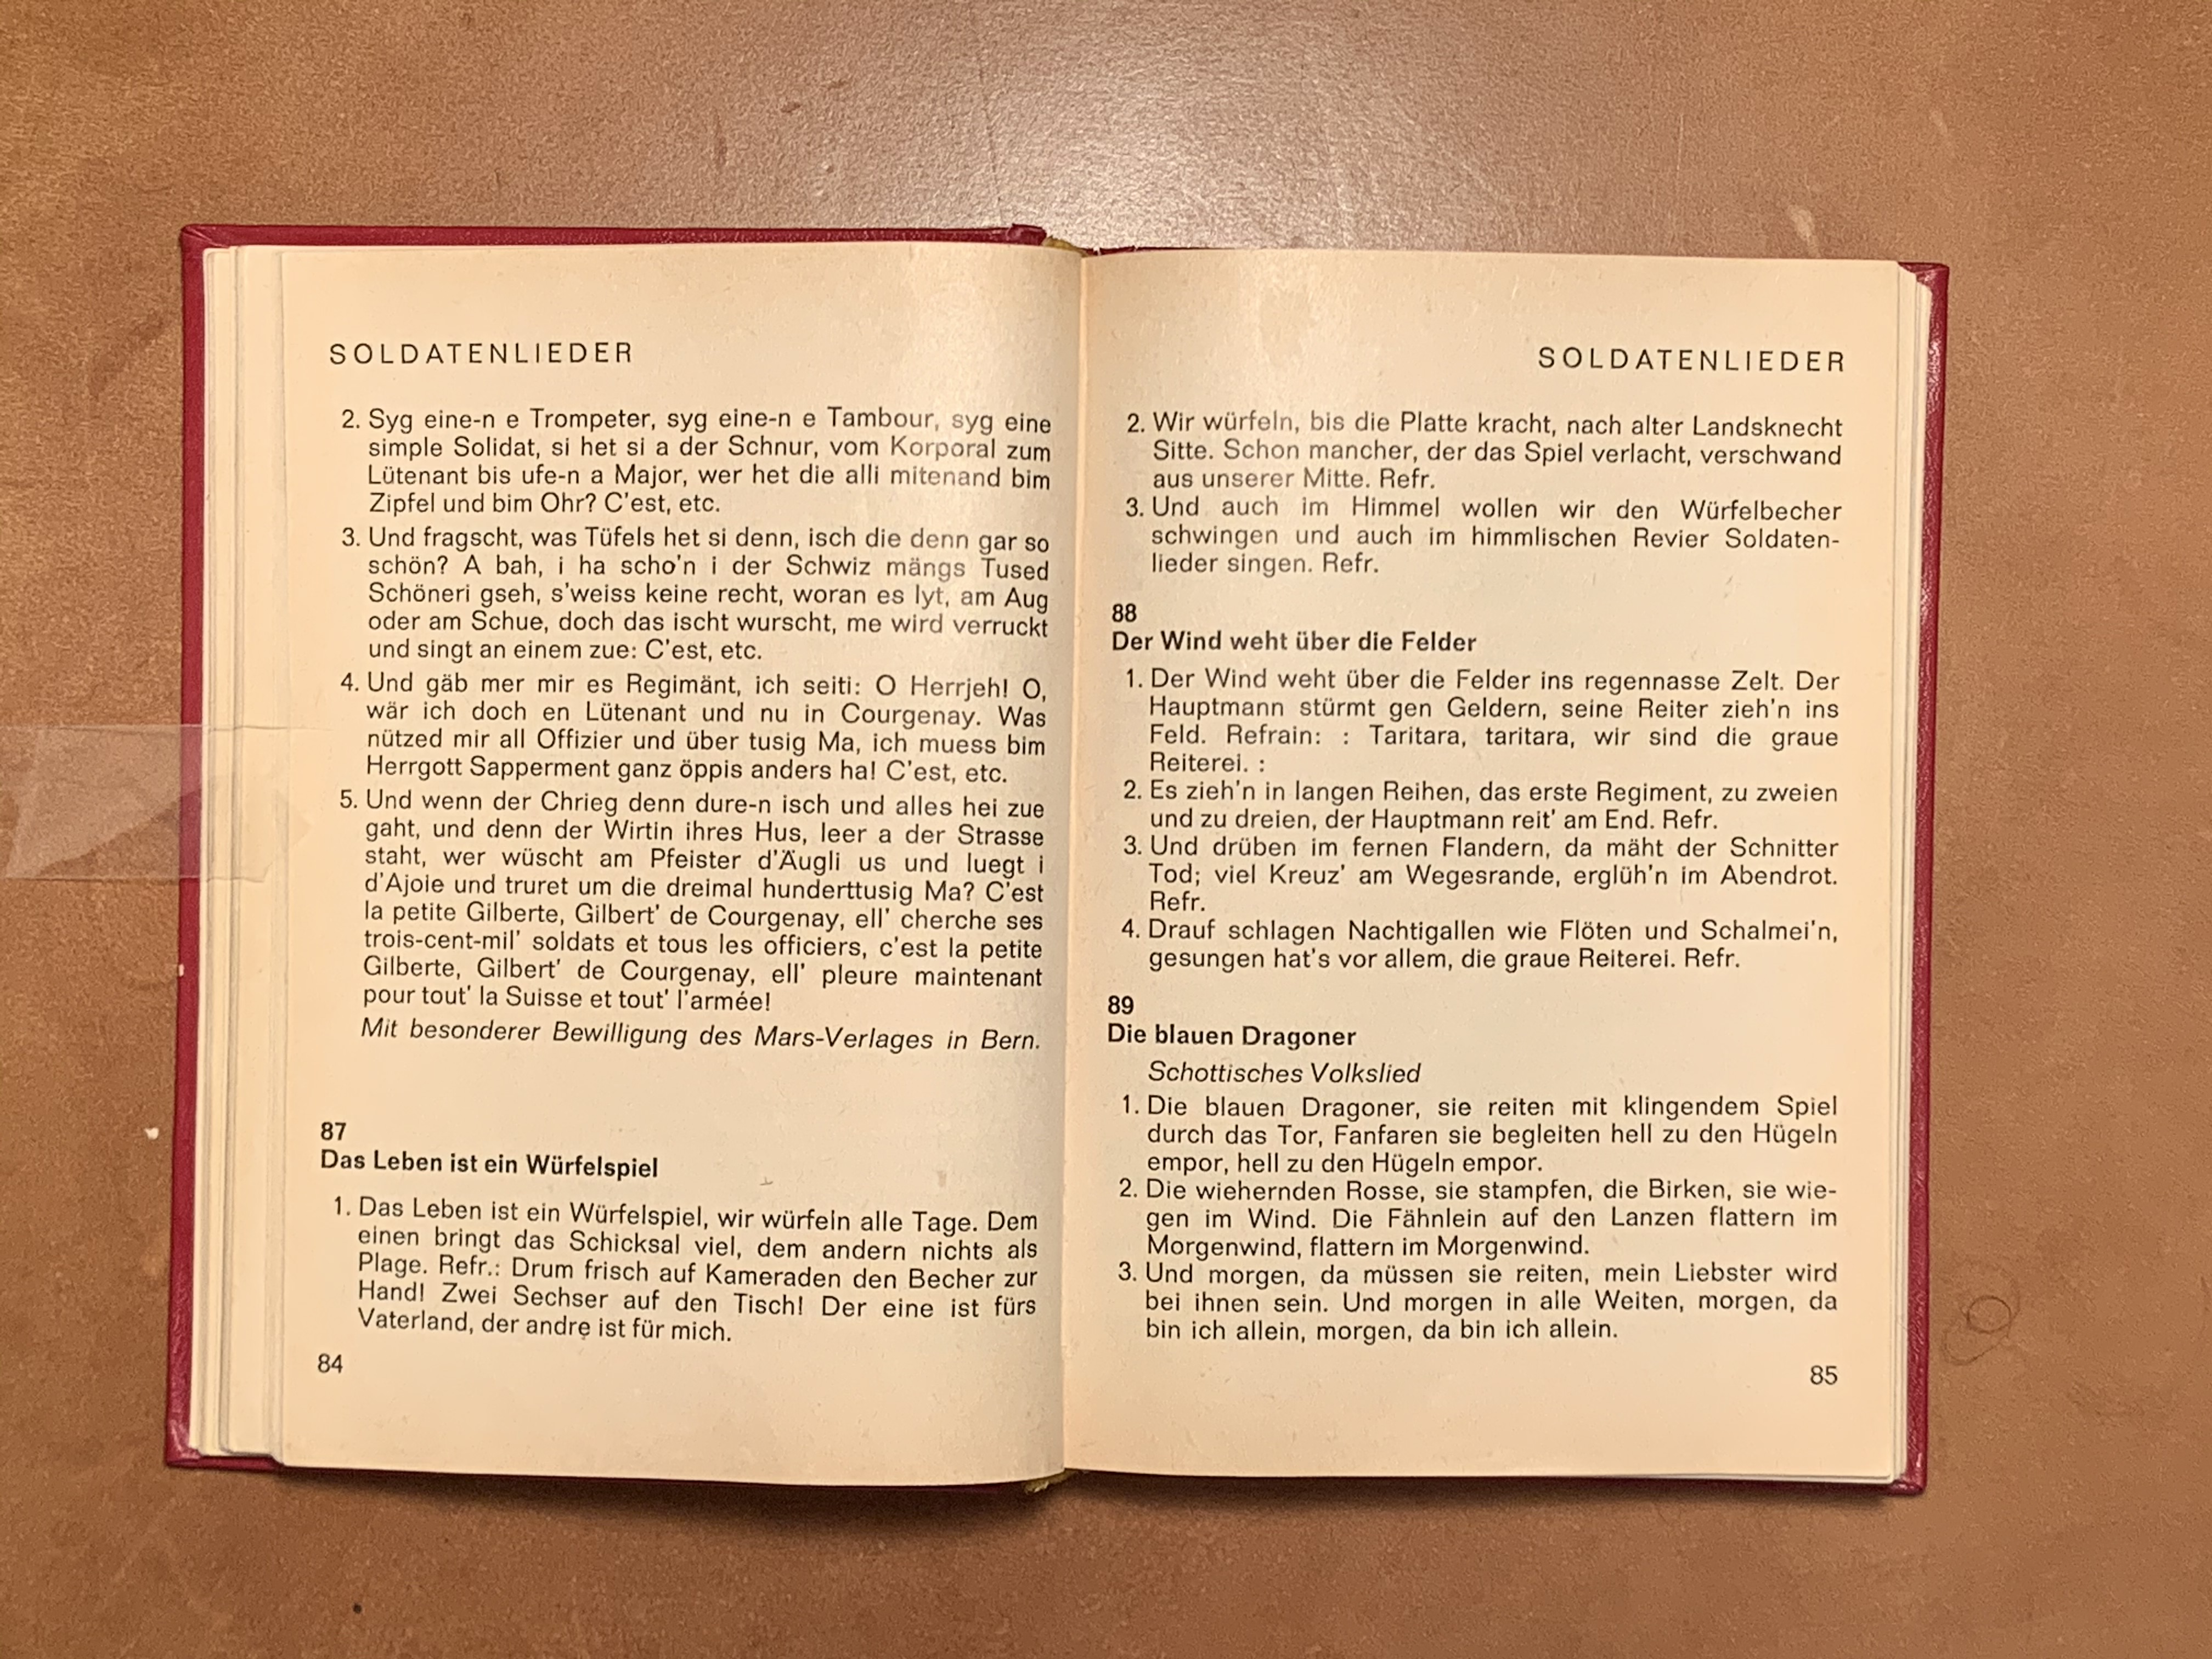 SOLDATENLIEDER
2. Syg eine-n e Trompeter, syg eine-n e Tambour, syg eine
simple Solidat, si het si a der Schnur, vom Korporal zum
Lütenant bis ufe-n a Major, wer het die alli mitenand bim
Zipfel und bim Ohr? C'est, etc.
3. Und fragscht, was Tüfels het si denn, isch die denn gar so
schön? A bah, i ha scho'n i der Schwiz mängs Tused
Schöneri gseh, s'weiss keine recht, woran es lyt, am Aug
oder am Schue, doch das ischt wurscht, me wird verruckt
und singt an einem zue: C'est, etc.
4. Und gäb mer mir es Regimänt, ich seiti: O Herrjeh! O,
wär ich doch en Lütenant und nu in Courgenay. Was
nützed mir all Offizier und über tusig Ma, ich muess bim
Herrgott Sapperment ganz öppis anders ha! C'est, etc.
5. Und wenn der Chrieg denn dure-n isch und alles hei zue
gaht, und denn der Wirtin ihres Hus, leer a der Strasse
staht, wer wüscht am Pfeister d'Äugli us und luegt i
d'Ajoie und truret um die dreimal hunderttusig Ma? C'est
la petite Gilberte, Gilbert' de Courgenay, ell' cherche ses
trois-cent-mil' soldats et tous les officiers, c'est la petite
Gilberte, Gilbert' de Courgenay, ell' pleure maintenant
pour tout' la Suisse et tout' l'armée!
Mit besonderer Bewilligung des Mars-Verlages in Bern.
87
Das Leben ist ein Würfelspiel
1. Das Leben ist ein Würfelspiel, wir würfeln alle Tage. Dem
einen bringt das Schicksal viel, dem andern nichts als
Plage. Refr.: Drum frisch auf Kameraden den Becher zur
Hand! Zwei Sechser auf den Tisch! Der eine ist fürs
Vaterland, der andre ist für mich.
84
SOLDATENLIEDER
2. Wir würfeln, bis die Platte kracht, nach alter Landsknecht
Sitte. Schon mancher, der das Spiel verlacht, verschwand
aus unserer Mitte. Refr.
3. Und auch im Himmel wollen wir den Würfelbecher
schwingen und auch im himmlischen Revier Soldaten-
lieder singen. Refr.
88
Der Wind weht über die Felder
1. Der Wind weht über die Felder ins regennasse Zelt. Der
Hauptmann stürmt gen Geldern, seine Reiter zieh'n ins
Feld. Refrain: : Taritara, taritara, wir sind die graue
Reiterei. :
2. Es zieh'n in langen Reihen, das erste Regiment, zu zweien
und zu dreien, der Hauptmann reit' am End. Refr.
3. Und drüben im fernen Flandern, da mäht der Schnitter
Tod; viel Kreuz' am Wegesrande, erglüh'n im Abendrot.
Refr.
4. Drauf schlagen Nachtigallen wie Flöten und Schalmei'n,
gesungen hat's vor allem, die graue Reiterei. Refr.
89
Die blauen Dragoner
Schottisches Volkslied
1. Die blauen Dragoner, sie reiten mit klingendem Spiel
durch das Tor, Fanfaren sie begleiten hell zu den Hügeln
empor, hell zu den Hügeln empor.
2. Die wiehernden Rosse, sie stampfen, die Birken, sie wie-
gen im Wind. Die Fähnlein auf den Lanzen flattern im
Morgenwind, flattern im Morgenwind.
3. Und morgen, da müssen sie reiten, mein Liebster wird
bei ihnen sein. Und morgen in alle Weiten, morgen, da
bin ich allein, morgen, da bin ich allein.
85